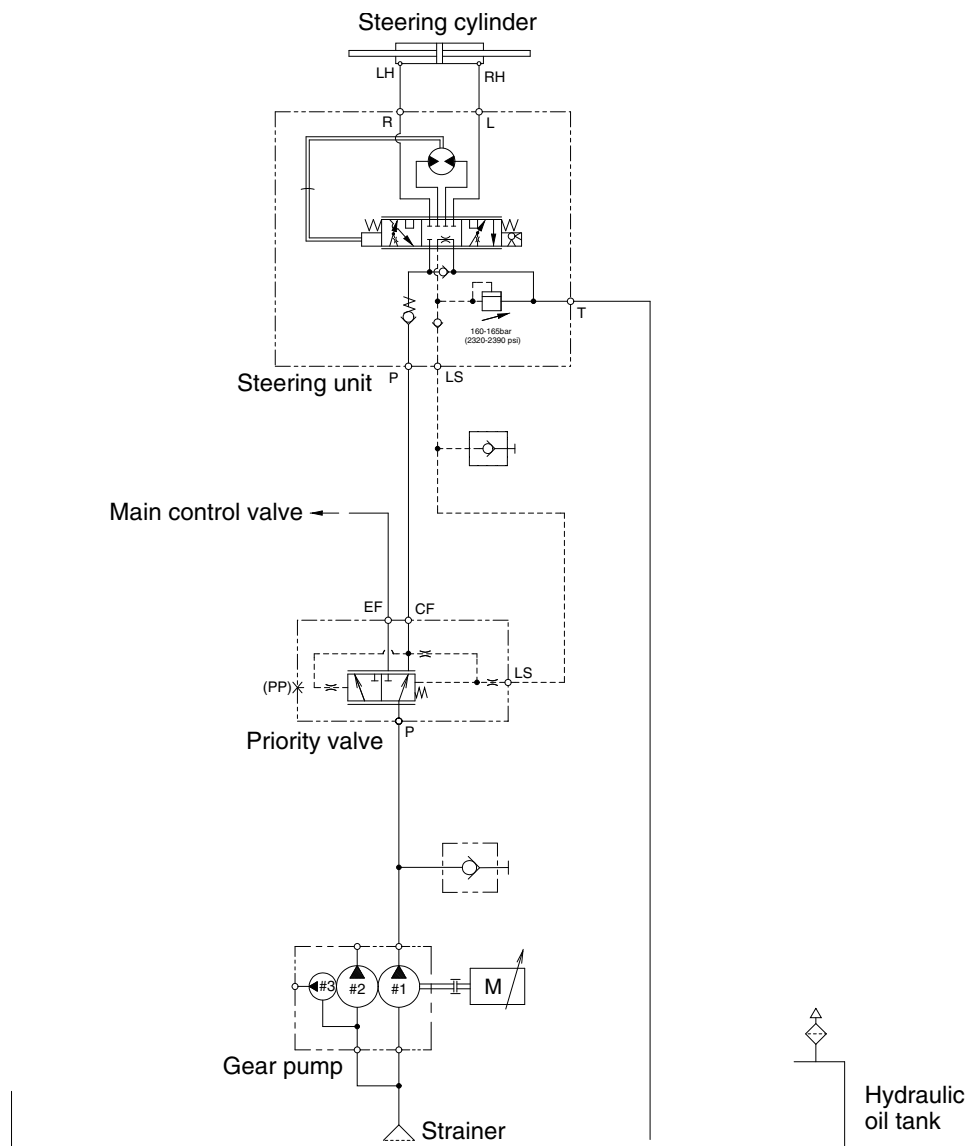 Steering cylinder
LH
RH
R
L
T
160-165bar
(2320-2390 psi)
Steering unit
P
LS
Main control valve
EF
CF
LS
(PP)
P
Priority valve
#3
#2
#1
M
Gear pump
Strainer
Hydraulic
oil tank